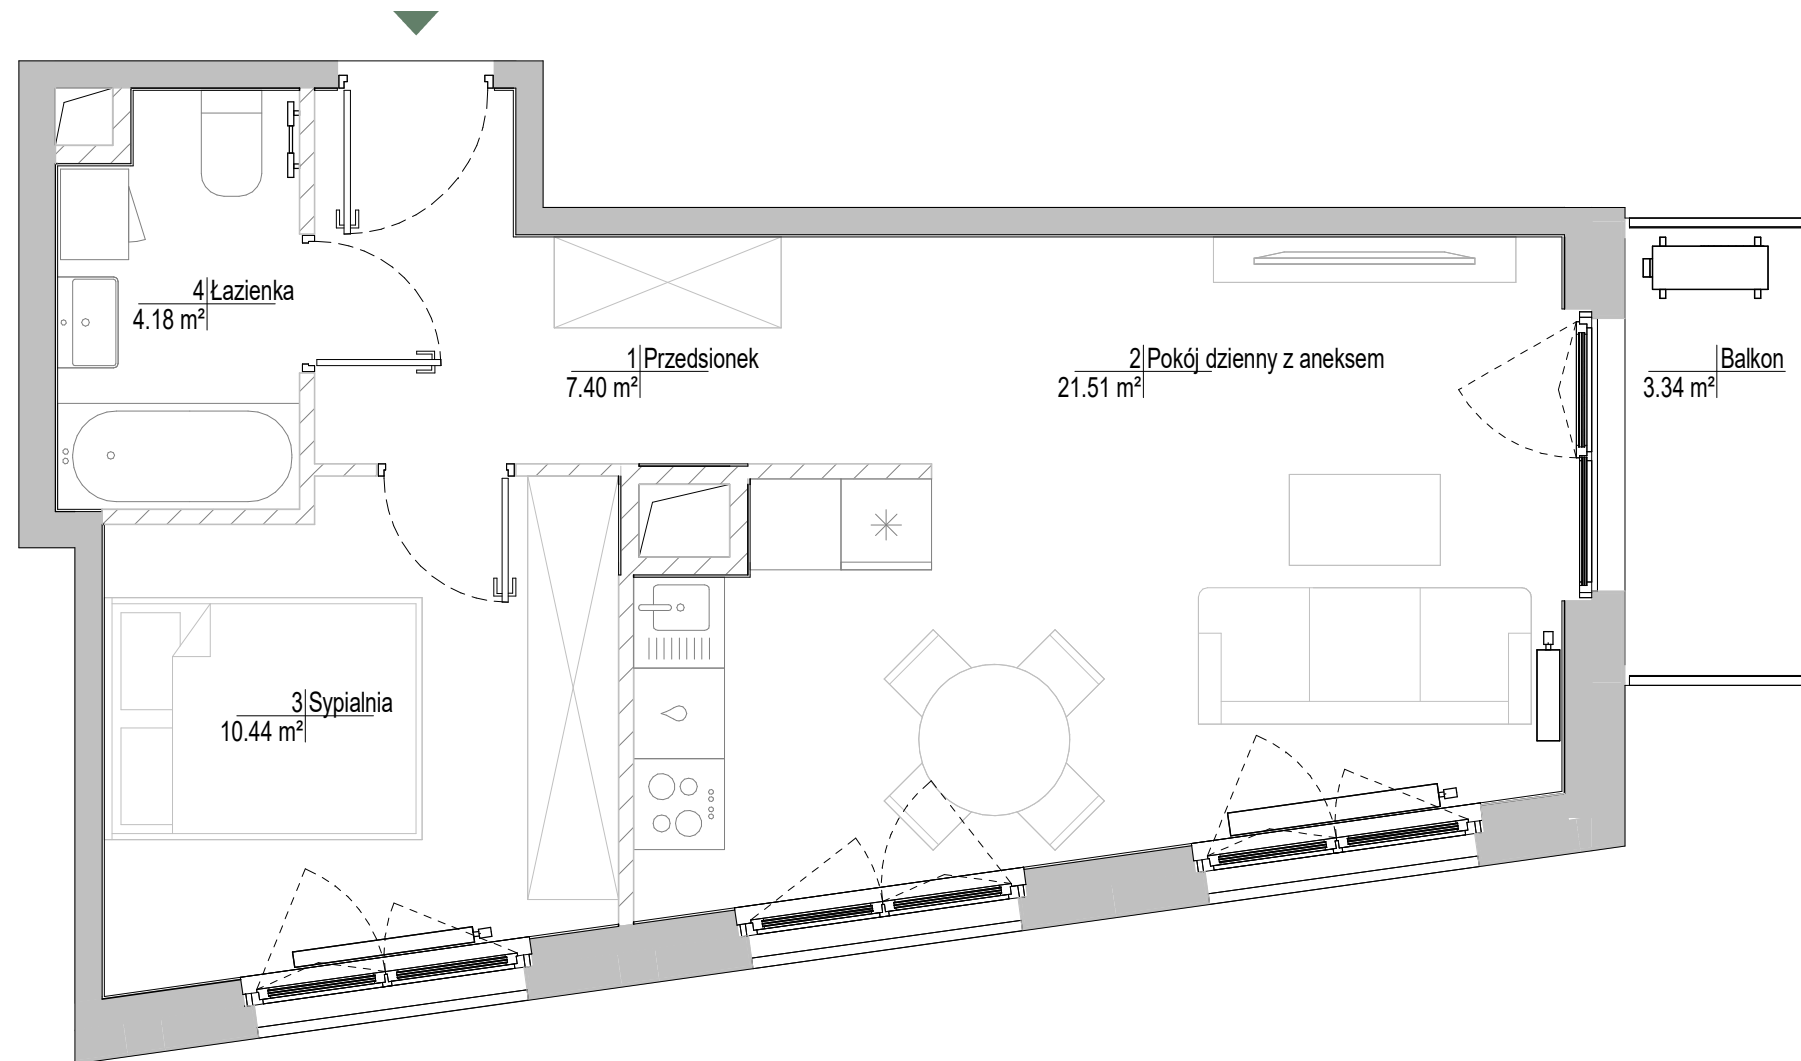 4 Łazienka
4.18 m²
1 Przedsionek
7.40 m²
2 Pokój dzienny z aneksem
21.51 m²
Balkon
3.34 m²
3 Sypialnia
10.44 m²